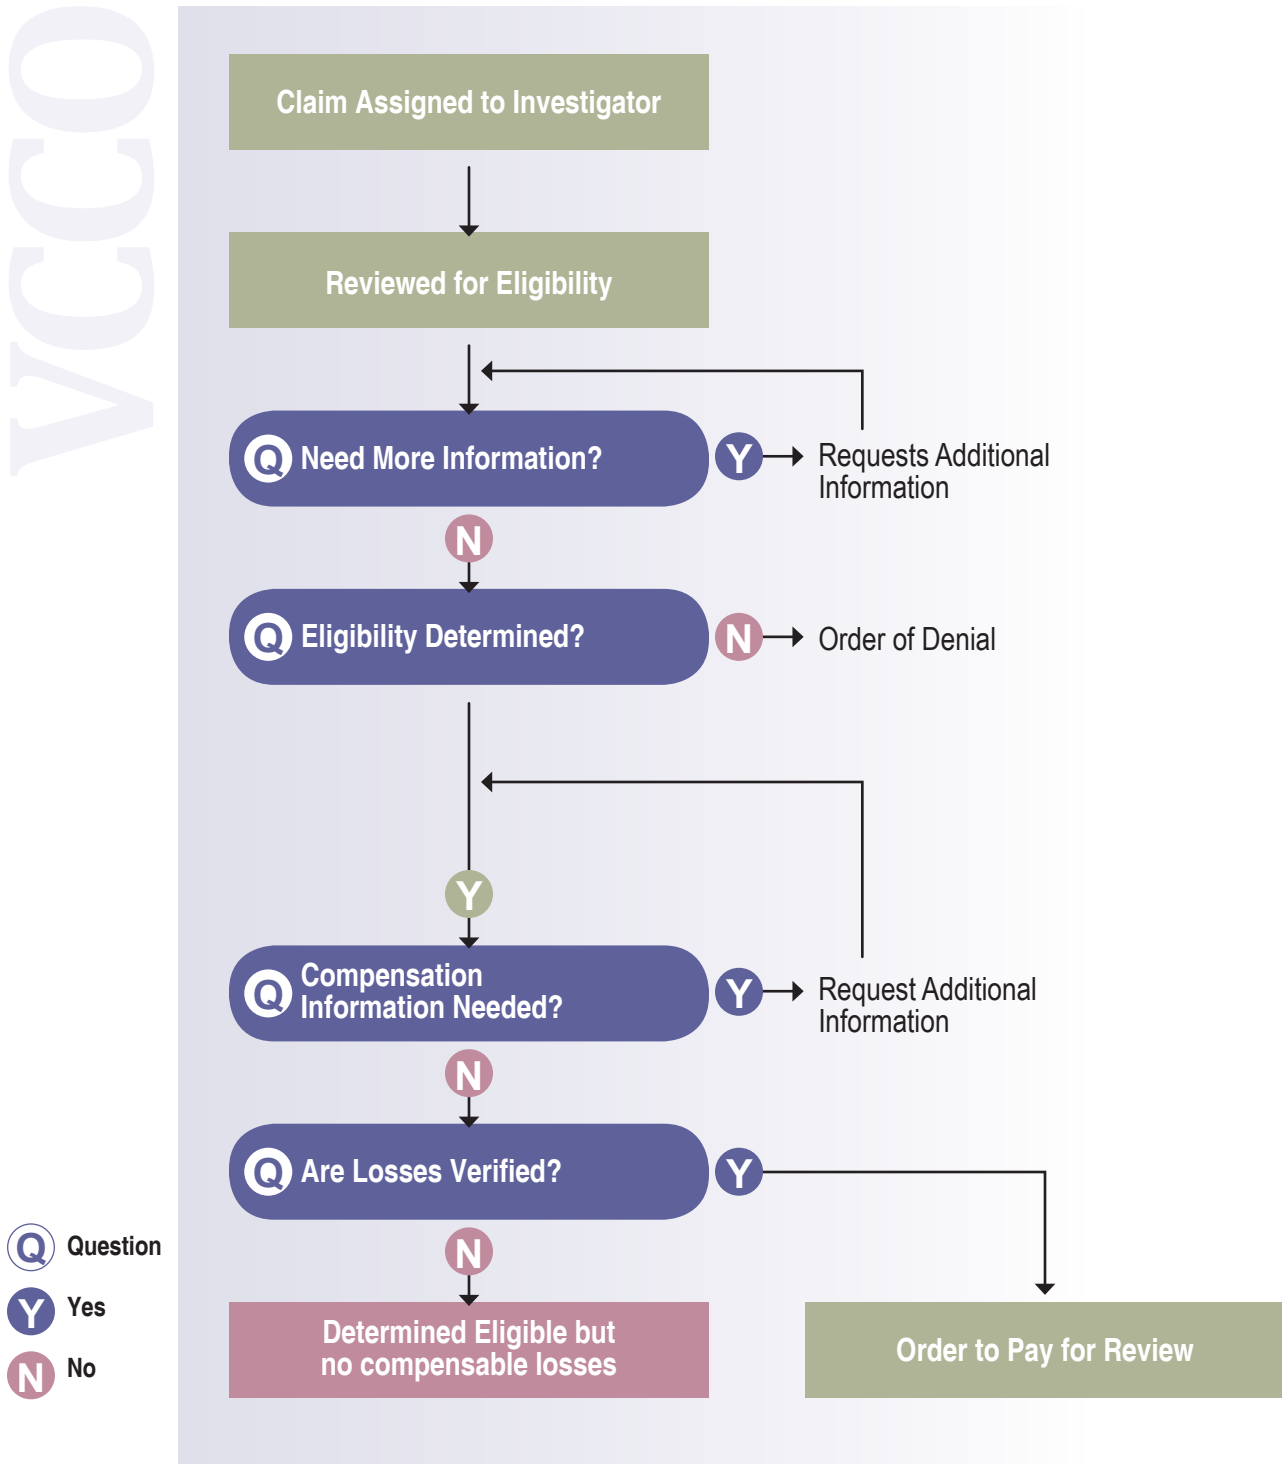 VCCO
Claim Assigned to Investigator
Reviewed for Eligibility
Q Need More Information?
Y
Requests Additional
Information
N
Q Eligibility Determined?
N
Order of Denial
Y
Q Compensation
Information Needed?
Y
Request Additional
Information
N
Q Are Losses Verified?
Y
N
Determined Eligible but
no compensable losses
Order to Pay for Review
Q Question
Y Yes
N No